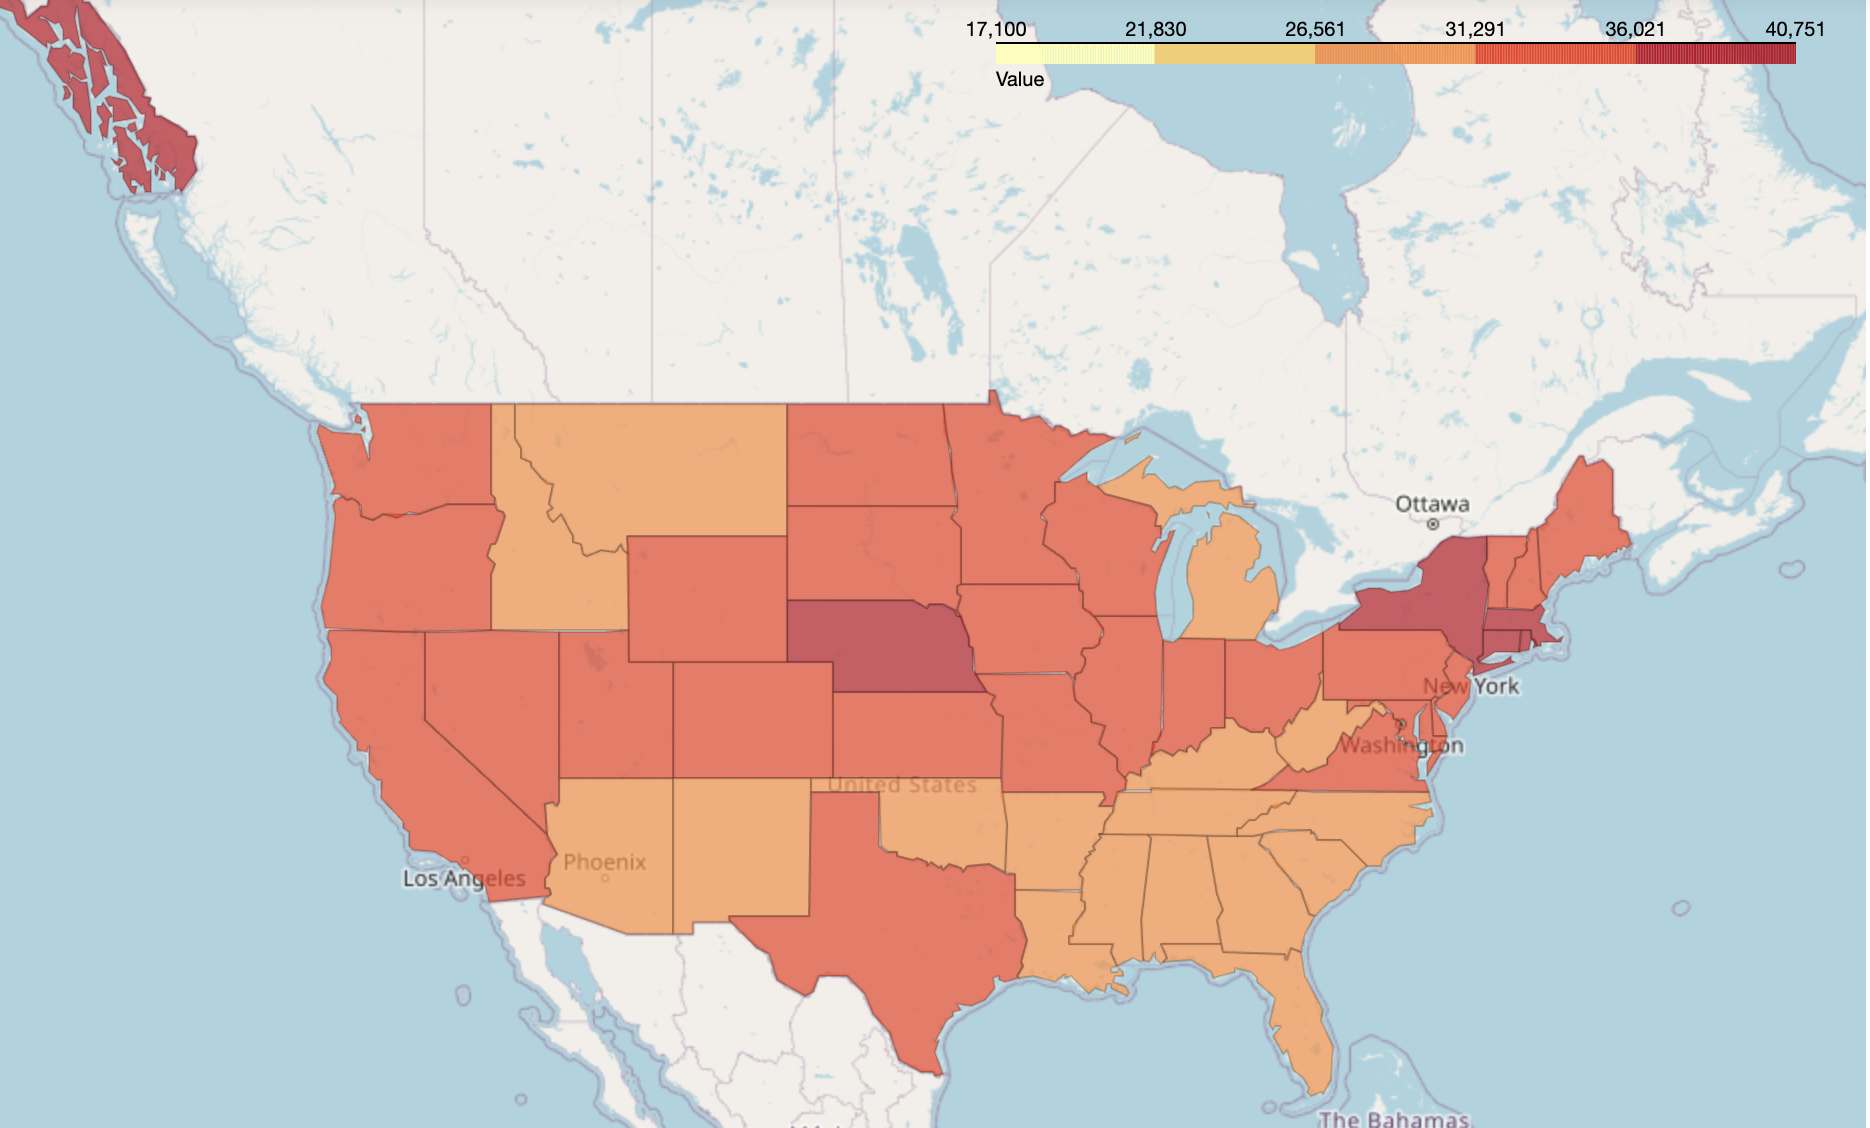 17,100 21,830 26,561 31,291 36,021 40,751
Value
Ottawa
New York
Washington
United States
Phoenix
Los Angeles
The Bahamas